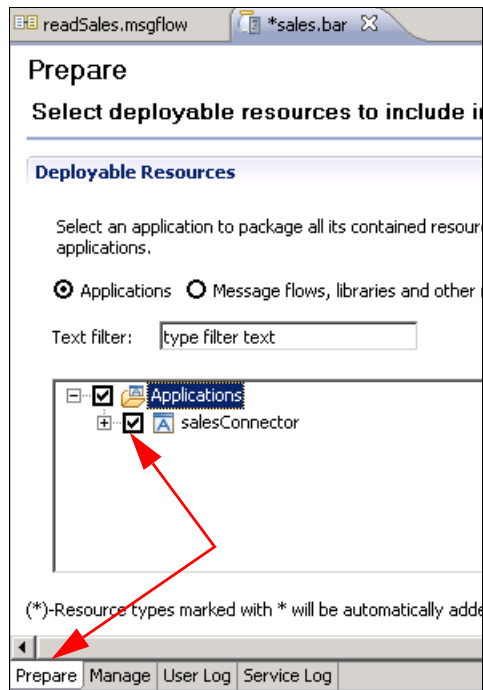 readSales.msgflow *sales.bar
Prepare
Select deployable resources to include i
Deployable Resources
Select an application to package all its contained resour
applications.
Applications Message flows, libraries and other
Text filter: type filter text
Applications
salesConnector
(*)-Resource types marked with * will be automatically adde
Prepare Manage User Log Service Log